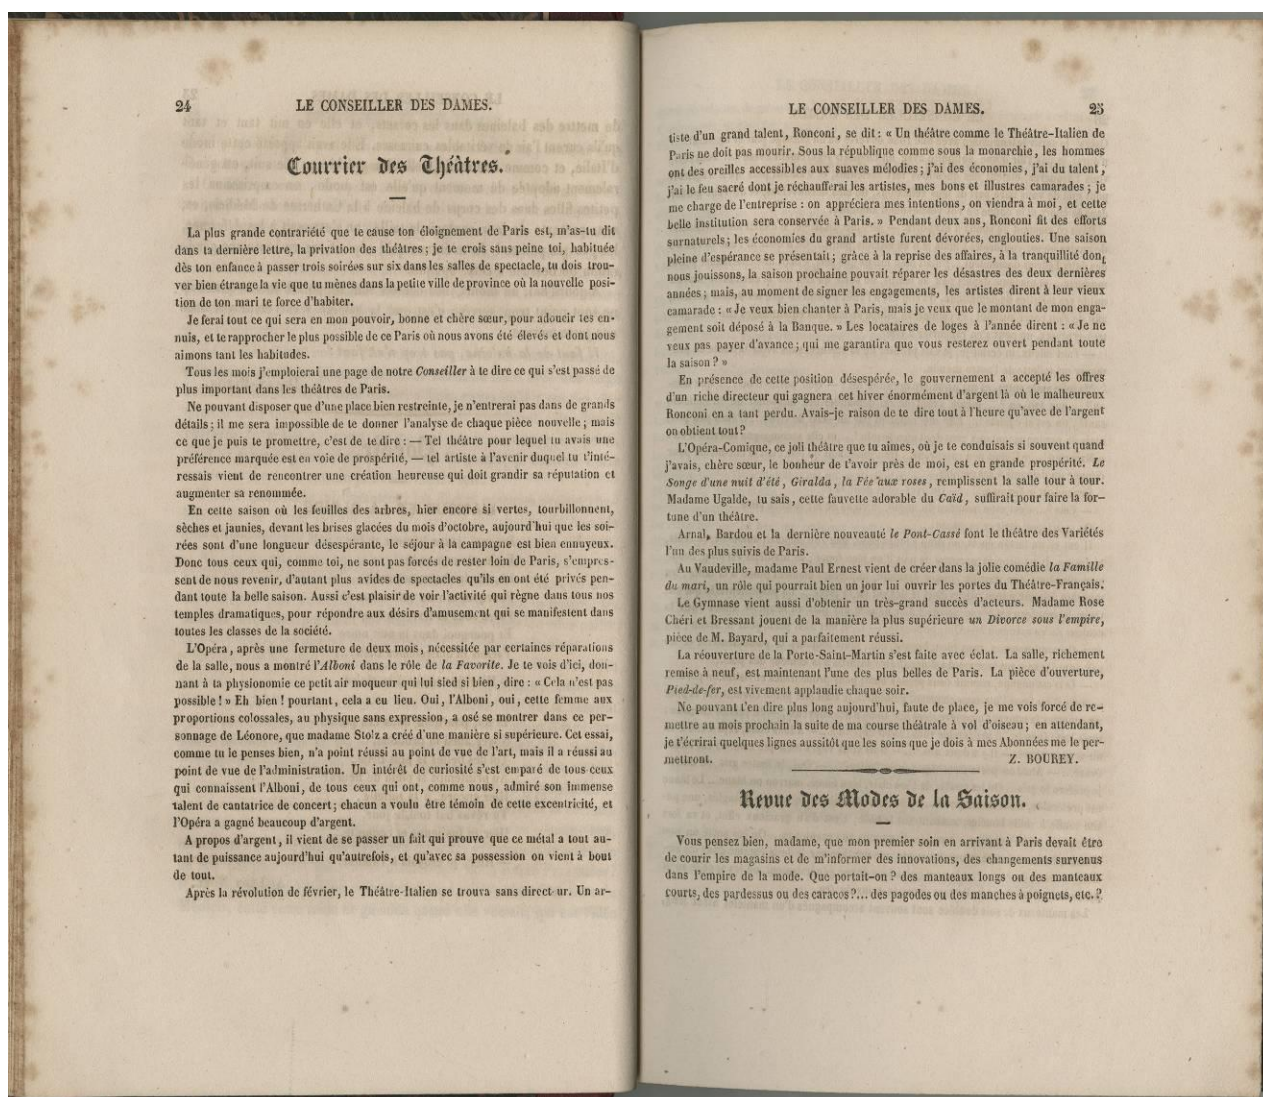 24 LE CONSEILLER DES DAMES.
Courrier des Théâtres.
La plus grande contrariété que te cause ton éloignement de Paris est, m'as-tu dit
dans ta dernière lettre, la privation des théâtres ; je te crois sans peine toi, habituée
dès ton enfance à passer trois soirées sur six dans les salles de spectacle, tu dois trou-
ver bien étrange la vie que tu mènes dans la petite ville de province où la nouvelle posi-
tion de ton mari te force d'habiter.
Je ferai tout ce qui sera en mon pouvoir, bonne et chère sœur, pour adoucir tes en-
nuis, et te rapprocher le plus possible de ce Paris où nous avons été élevés et dont nous
aimons tant les habitudes.
Tous les mois j'emploierai une page de notre Conseiller à te dire ce qui s'est passé de
plus important dans les théâtres de Paris.
Ne pouvant disposer que d'une place bien restreinte, je n'entrerai pas dans de grands
détails ; il me sera impossible de te donner l'analyse de chaque pièce nouvelle ; mais
ce que je puis te promettre, c'est de te dire : — Tel théâtre pour lequel tu avais une
préférence marquée est en voie de prospérité, — tel artiste à l'avenir duquel tu t'inté-
ressais vient de rencontrer une création heureuse qui doit grandir sa réputation et
augmenter sa renommée.
En cette saison où les feuilles des arbres, hier encore si vertes, tourbillonnent,
sèches et jaunies, devant les brises glacées du mois d'octobre, aujourd'hui que les soi-
rées sont d'une longueur désespérante, le séjour à la campagne est bien ennuyeux.
Donc tous ceux qui, comme toi, ne sont pas forcés de rester loin de Paris, s'empres-
sent de nous revenir, d'autant plus avides de spectacles qu'ils en ont été privés pen-
dant toute la belle saison. Aussi c'est plaisir de voir l'activité qui règne dans tous nos
temples dramatiques, pour répondre aux désirs d'amusement qui se manifestent dans
toutes les classes de la société.
L'Opéra, après une fermeture de deux mois, nécessitée par certaines réparations
de la salle, nous a montré l'Alboni dans le rôle de la Favorite. Je te vois d'ici, don-
nant à ta physionomie ce petit air moqueur qui lui sied si bien, dire : « Cela n'est pas
possible ! » Eh bien ! pourtant, cela a eu lieu. Oui, l'Alboni, oui, cette femme aux
proportions colossales, au physique sans expression, a osé se montrer dans ce per-
sonnage de Léonore, que madame Stolz a créé d'une manière si supérieure. Cet essai,
comme tu le penses bien, n'a point réussi au point de vue de l'art, mais il a réussi au
point de vue de l'administration. Un intérêt de curiosité s'est emparé de tous ceux
qui connaissent l'Alboni, de tous ceux qui ont, comme nous, admiré son immense
talent de cantatrice de concert ; chacun a voulu être témoin de cette excentricité, et
l'Opéra a gagné beaucoup d'argent.
A propos d'argent, il vient de se passer un fait qui prouve que ce métal a tout au-
tant de puissance aujourd'hui qu'autrefois, et qu'avec sa possession on vient à bout
de tout.
Après la révolution de février, le Théâtre-Italien se trouva sans direct ur. Un ar-
LE CONSEILLER DES DAMES. 25
tiste d'un grand talent, Ronconi, se dit : « Un théâtre comme le Théâtre-Italien de
Paris ne doit pas mourir. Sous la république comme sous la monarchie, les hommes
ont des oreilles accessibles aux suaves mélodies ; j'ai des économies, j'ai du talent,
j'ai le feu sacré dont je réchaufferai les artistes, mes bons et illustres camarades ; je
me charge de l'entreprise : on appréciera mes intentions, on viendra à moi, et cette
belle institution sera conservée à Paris. » Pendant deux ans, Ronconi fit des efforts
surnaturels ; les économies du grand artiste furent dévorées, englouties. Une saison
pleine d'espérance se présentait ; grâce à la reprise des affaires, à la tranquillité dont
nous jouissons, la saison prochaine pouvait réparer les désastres des deux dernières
années ; mais, au moment de signer les engagements, les artistes dirent à leur vieux
camarade : « Je veux bien chanter à Paris, mais je veux que le montant de mon enga-
gement soit déposé à la Banque. » Les locataires de loges à l'année dirent : « Je ne
veux pas payer d'avance ; qui me garantira que vous resterez ouvert pendant toute
la saison ? »
En présence de cette position désespérée, le gouvernement a accepté les offres
d'un riche directeur qui gagnera cet hiver énormément d'argent là où le malheureux
Ronconi en a tant perdu. Avais-je raison de te dire tout à l'heure qu'avec de l'argent
on obtient tout ?
L'Opéra-Comique, ce joli théâtre que tu aimes, où je te conduisais si souvent quand
j'avais, chère sœur, le bonheur de t'avoir près de moi, est en grande prospérité. Le
Songe d'une nuit d'été, Giralda, la Fée aux roses, remplissent la salle tour à tour.
Madame Ugalde, tu sais, cette fauvette adorable du Caïd, suffirait pour faire la for-
tune d'un théâtre.
Arnal, Bardou et la dernière nouveauté le Pont-Cassé font le théâtre des Variétés
l'un des plus suivis de Paris.
Au Vaudeville, madame Paul Ernest vient de créer dans la jolie comédie la Famille
du mari, un rôle qui pourrait bien un jour lui ouvrir les portes du Théâtre-Français.
Le Gymnase vient aussi d'obtenir un très-grand succès d'acteurs. Madame Rose
Chéri et Bressant jouent de la manière la plus supérieure un Divorce sous l'empire,
pièce de M. Bayard, qui a parfaitement réussi.
La réouverture de la Porte-Saint-Martin s'est faite avec éclat. La salle, richement
remise à neuf, est maintenant l'une des plus belles de Paris. La pièce d'ouverture,
Pied-de-fer, est vivement applaudie chaque soir.
Ne pouvant t'en dire plus long aujourd'hui, faute de place, je me vois forcé de re-
mettre au mois prochain la suite de ma course théâtrale à vol d'oiseau ; en attendant,
je t'écrirai quelques lignes aussitôt que les soins que je dois à mes Abonnées me le per-
mettront. Z. BOUREY.
Revue des Modes de la Saison.
Vous pensez bien, madame, que mon premier soin en arrivant à Paris devait être
de courir les magasins et de m'informer des innovations, des changements survenus
dans l'empire de la mode. Que portait-on ? des manteaux longs ou des manteaux
courts, des pardessus ou des caracos ?... des pagodes ou des manches à poignets, etc. ?